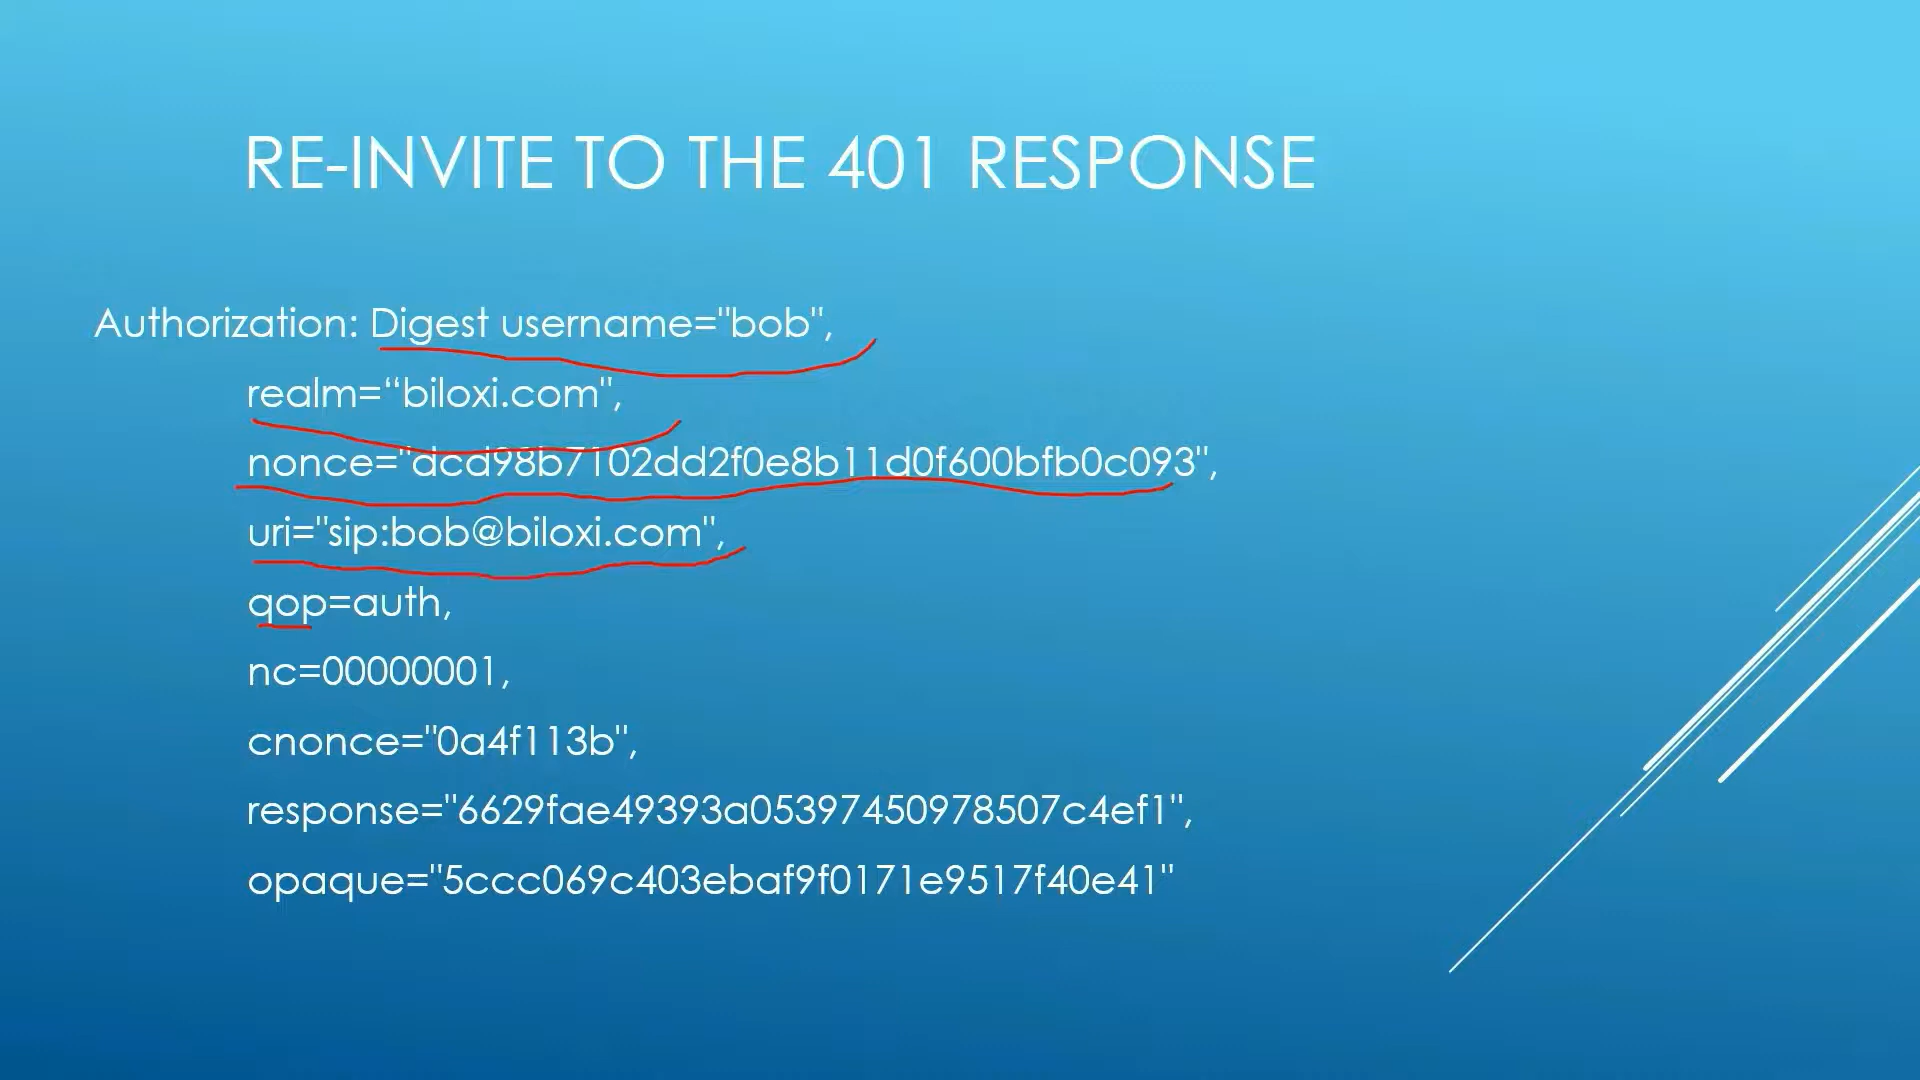 RE-INVITE TO THE 401 RESPONSE
Authorization: Digest username="bob",
realm=“biloxi.com",
nonce="dcd98b7102dd2f0e8b11d0f600bfb0c093",
uri="sip:bob@biloxi.com",
qop=auth,
nc=00000001,
cnonce="0a4f113b",
response="6629fae49393a05397450978507c4ef1",
opaque="5ccc069c403ebaf9f0171e9517f40e41"